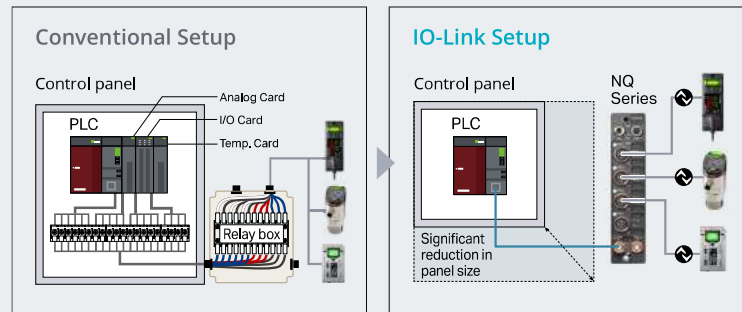 Conventional Setup
Control panel
PLC
Analog Card
I/O Card
Temp. Card
Relay box
IO-Link Setup
Control panel
PLC
NQ
Series
Significant
reduction in
panel size